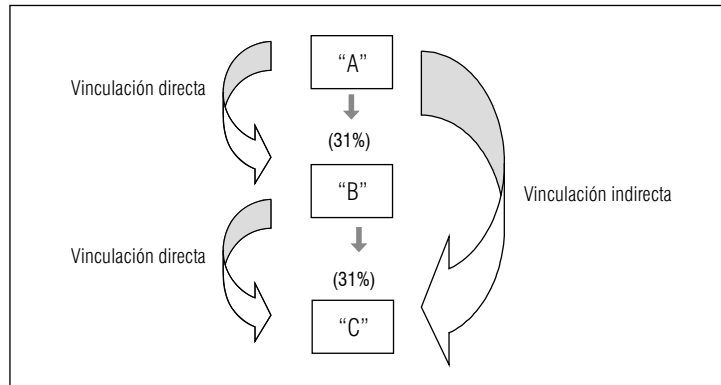 “A”
Vinculación directa
(31%)
“B”
Vinculación indirecta
Vinculación directa
(31%)
“C”